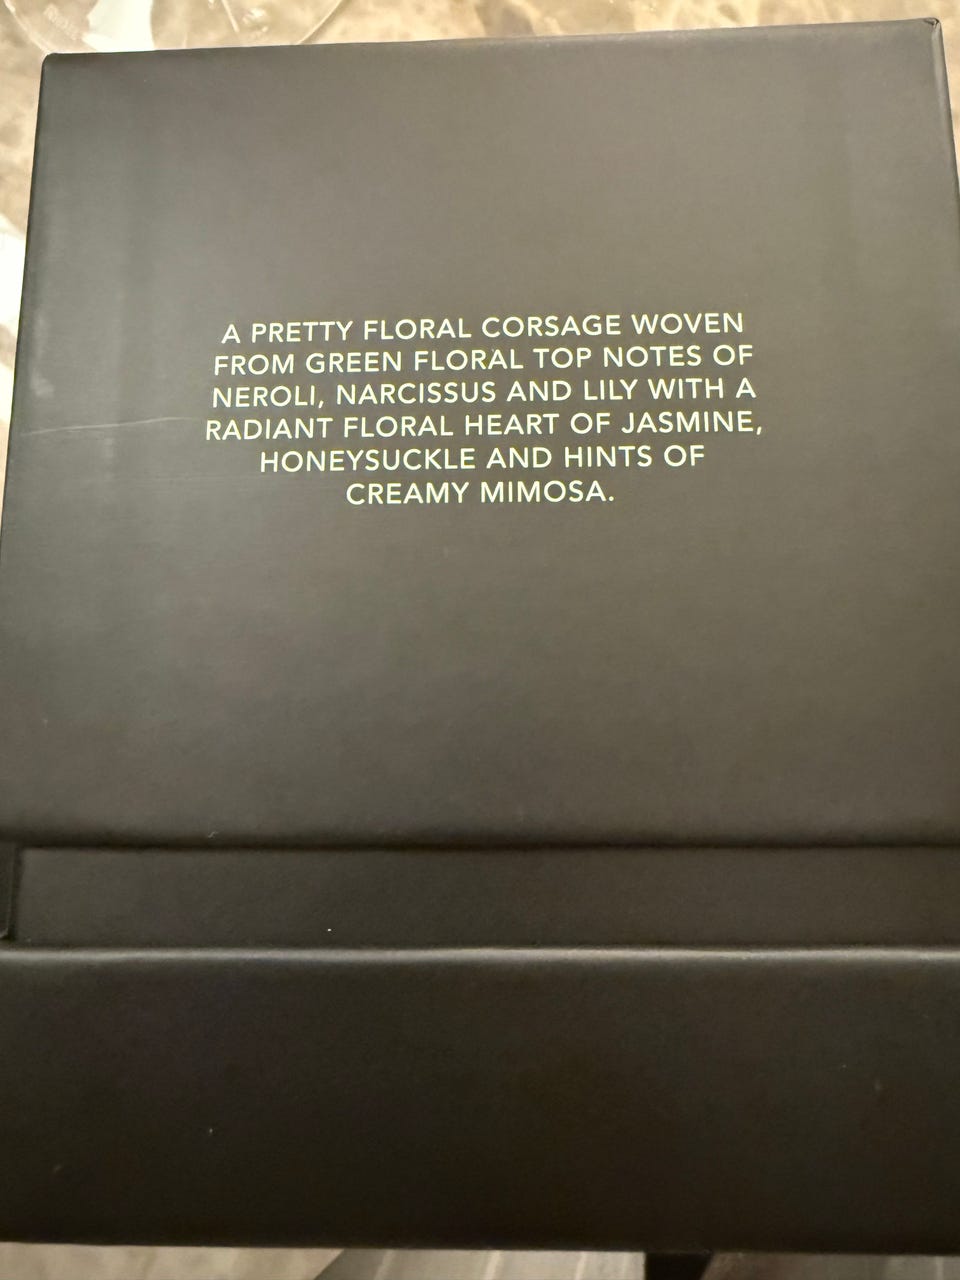 A PRETTY FLORAL CORSAGE WOVEN
FROM GREEN FLORAL TOP NOTES OF
NEROLI, NARCISSUS AND LILY WITH A
RADIANT FLORAL HEART OF JASMINE,
HONEYSUCKLE AND HINTS OF
CREAMY MIMOSA.